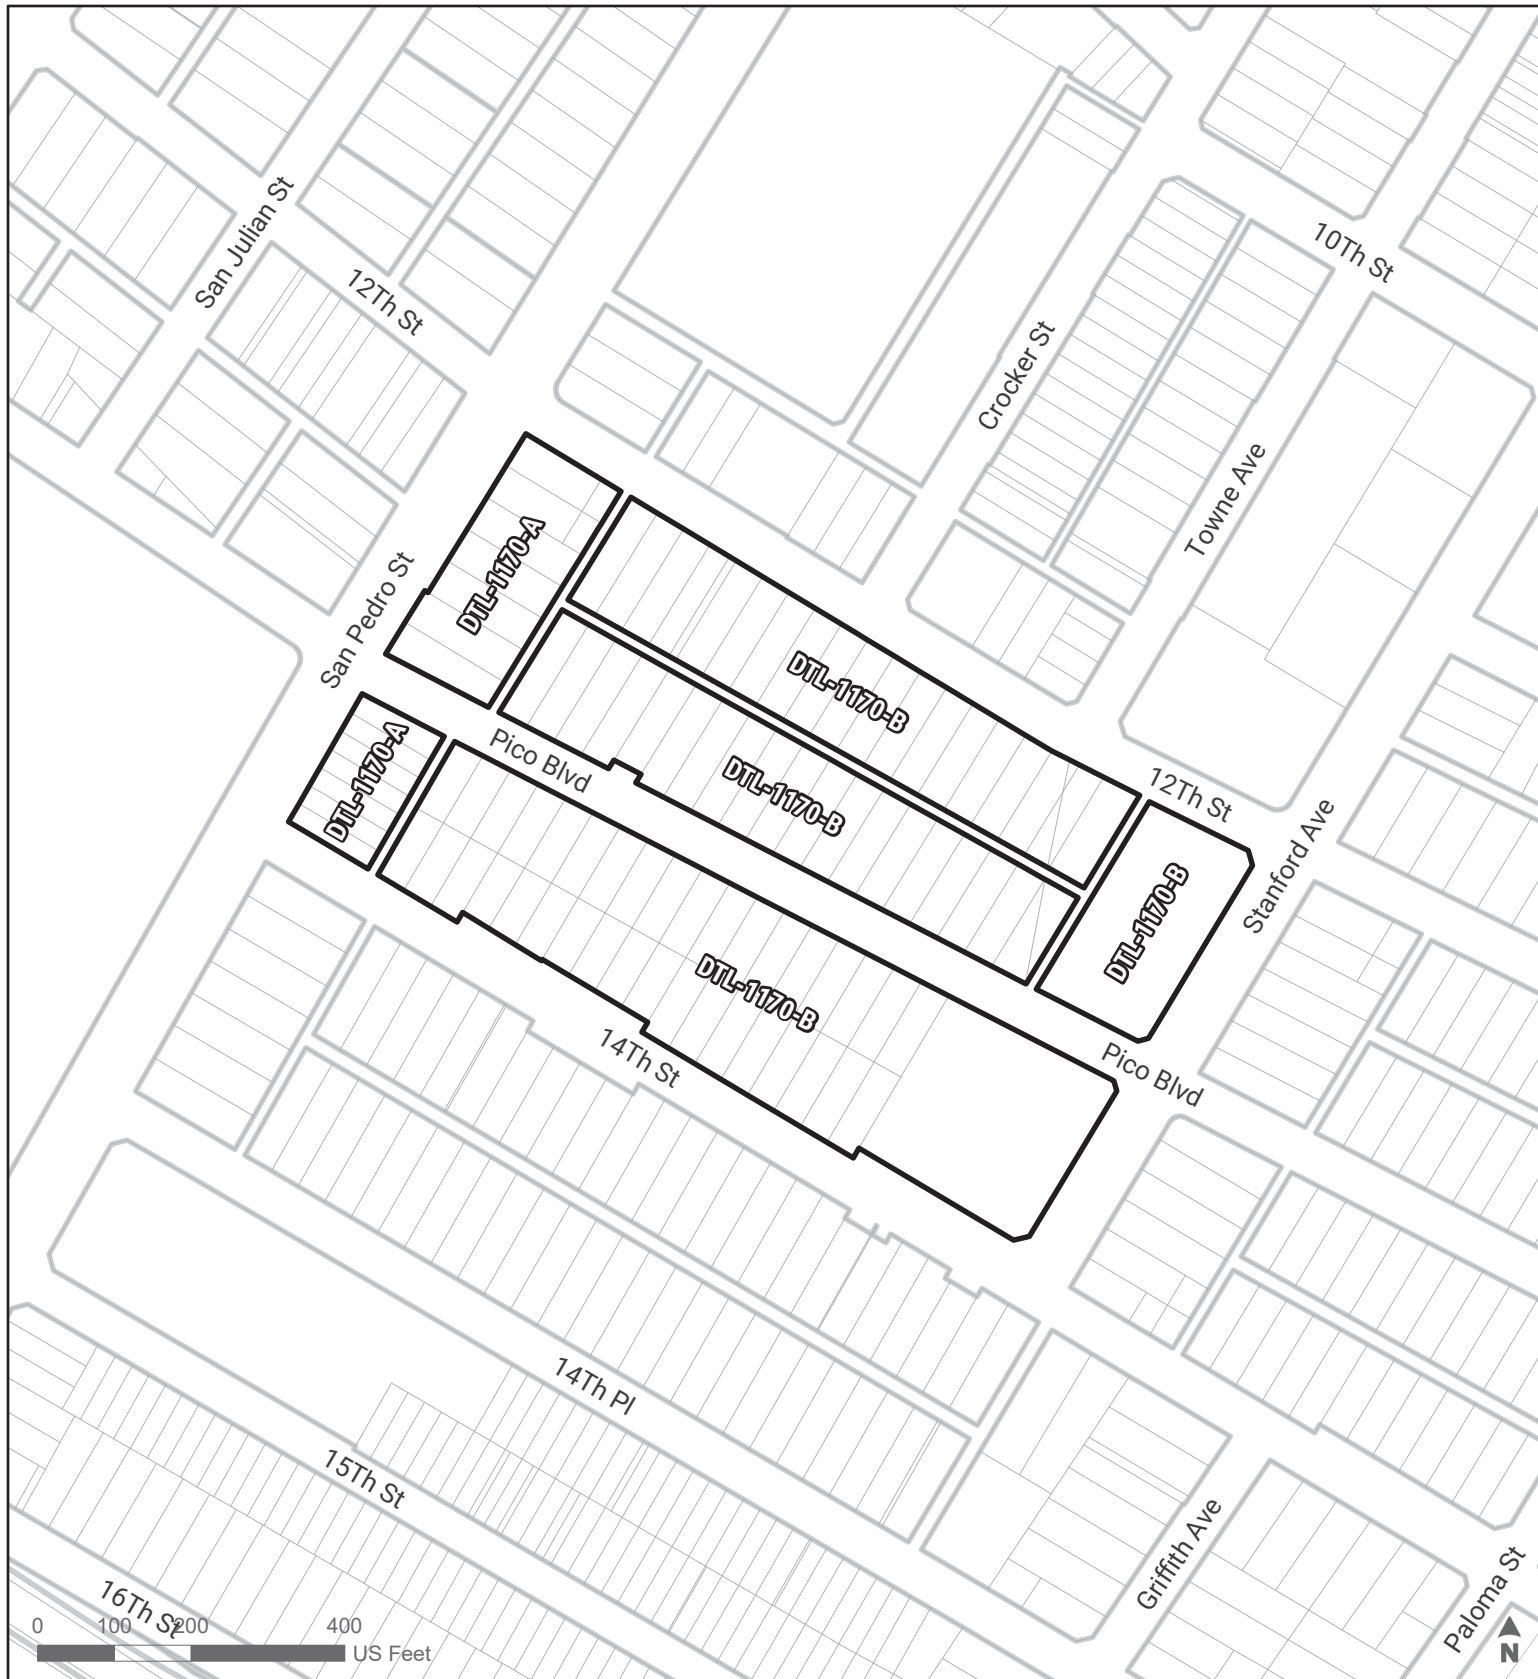 San Julian St
12Th St
10Th St
Crocker St
Towne Ave
DTL-1170-A
San Pedro St
DTL-1170-B
DTL-1170-A
Pico Blvd
DTL-1170-B
12Th St
Stanford Ave
DTL-1170-B
DTL-1170-B
14Th St
Pico Blvd
14Th Pl
15Th St
Griffith Ave
Paloma St
16Th St
0 100 200 400
US Feet
N